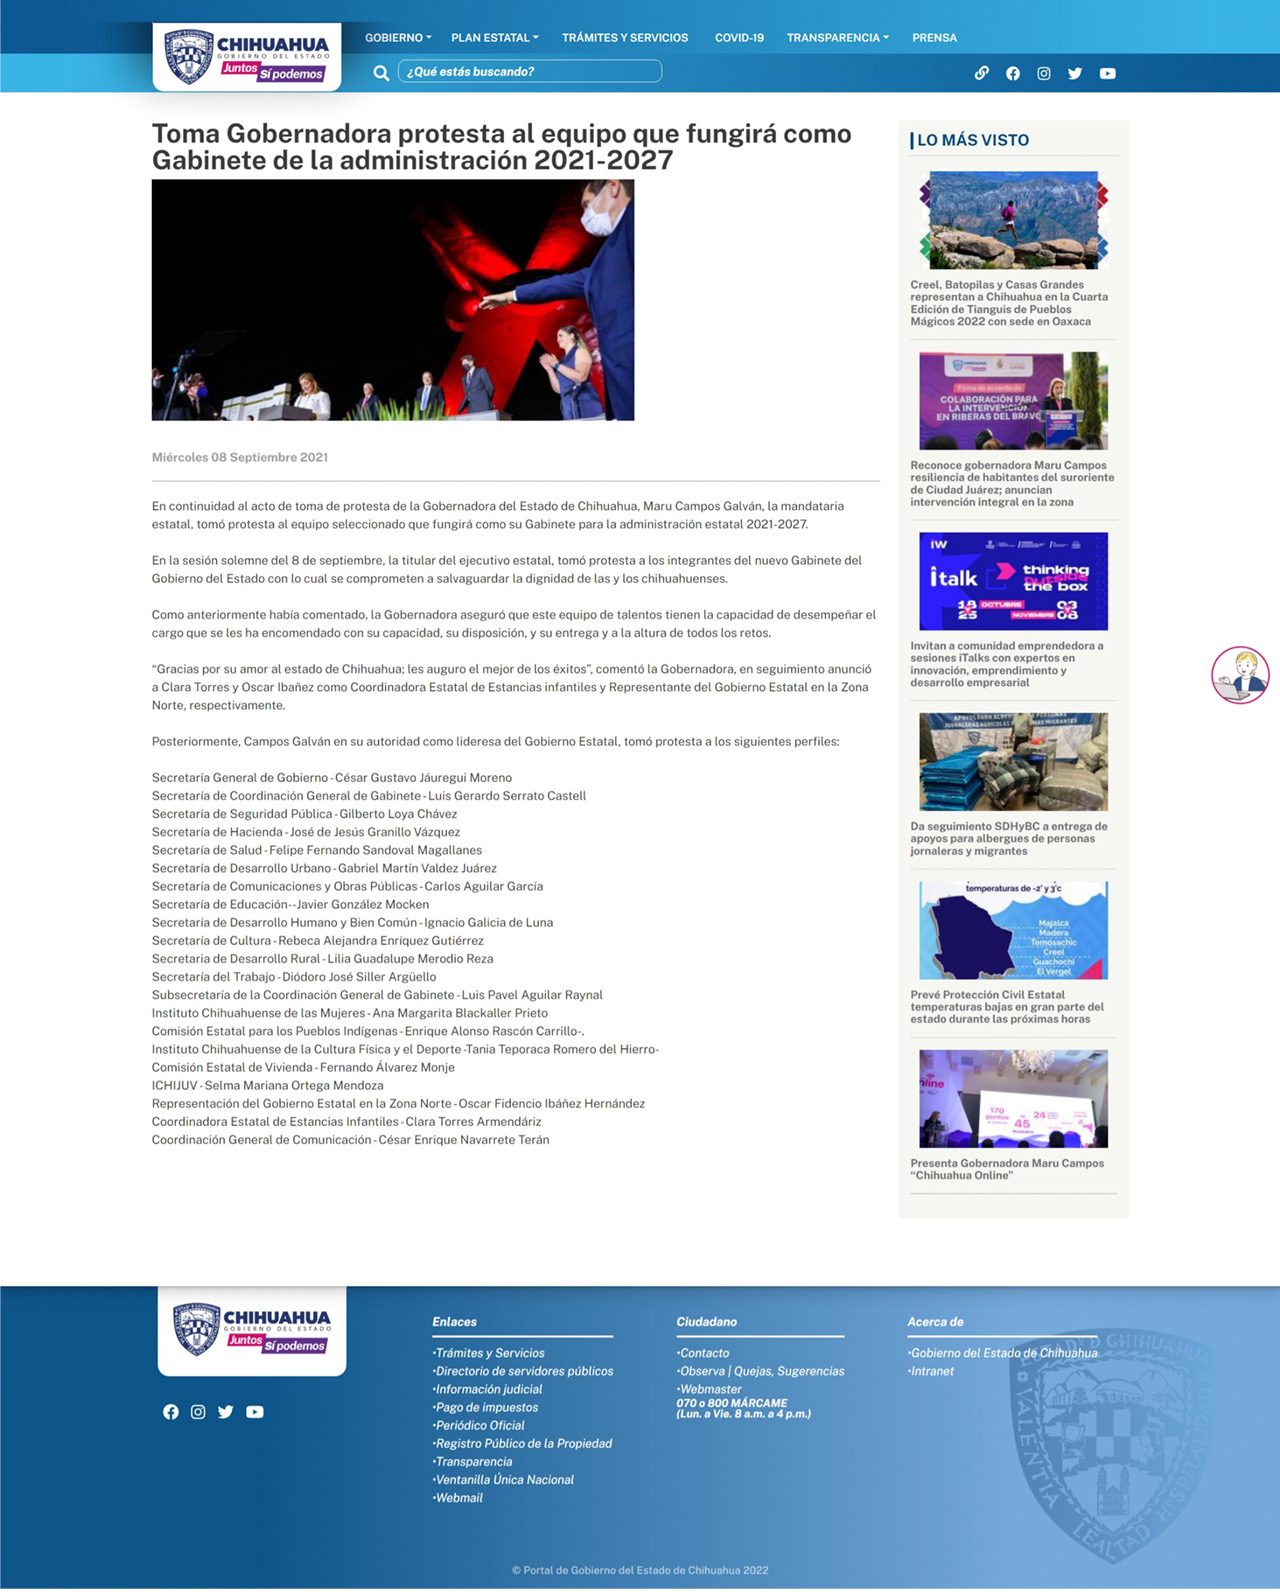 GOBIERNO
PLAN ESTATAL
TRÁMITES Y SERVICIOS
COVID-19
TRANSPARENCIA
PRENSA
CHIHUAHUA
GOBIERNO DEL ESTADO
Juntos
Sí podemos
¿Qué estás buscando?
Toma Gobernadora protesta al equipo que fungirá como
Gabinete de la administración 2021-2027
Miércoles 08 Septiembre 2021
En continuidad al acto de toma de protesta de la Gobernadora del Estado de Chihuahua, Maru Campos Galván, la mandataria
estatal, tomó protesta al equipo seleccionado que fungirá como su Gabinete para la administración estatal 2021-2027.
En la sesión solemne del 8 de septiembre, la titular del ejecutivo estatal, tomó protesta a los integrantes del nuevo Gabinete del
Gobierno del Estado con lo cual se comprometen a salvaguardar la dignidad de las y los chihuahuenses.
Como anteriormente había comentado, la Gobernadora aseguró que este equipo de talentos tienen la capacidad de desempeñar el
cargo que se les ha encomendado con su capacidad, su disposición, y su entrega y a la altura de todos los retos.
“Gracias por su amor al estado de Chihuahua; les auguro el mejor de los éxitos”, comentó la Gobernadora, en seguimiento anunció
a Clara Torres y Oscar Ibañez como Coordinadora Estatal de Estancias infantiles y Representante del Gobierno Estatal en la Zona
Norte, respectivamente.
Posteriormente, Campos Galván en su autoridad como lideresa del Gobierno Estatal, tomó protesta a los siguientes perfiles:
Secretaría General de Gobierno - César Gustavo Jáuregui Moreno
Secretaría de Coordinación General de Gabinete - Luis Gerardo Serrato Castell
Secretaría de Seguridad Pública - Gilberto Loya Chávez
Secretaría de Hacienda - José de Jesús Granillo Vázquez
Secretaría de Salud - Felipe Fernando Sandoval Magallanes
Secretaría de Desarrollo Urbano - Gabriel Martín Valdez Juárez
Secretaría de Comunicaciones y Obras Públicas - Carlos Aguilar García
Secretaría de Educación--Javier González Mocken
Secretaría de Desarrollo Humano y Bien Común - Ignacio Galicia de Luna
Secretaría de Cultura - Rebeca Alejandra Enríquez Gutiérrez
Secretaria de Desarrollo Rural - Lilia Guadalupe Merodio Reza
Secretaría del Trabajo - Diódoro José Siller Argüello
Subsecretaría de la Coordinación General de Gabinete - Luis Pavel Aguilar Raynal
Instituto Chihuahuense de las Mujeres - Ana Margarita Blackaller Prieto
Comisión Estatal para los Pueblos Indígenas - Enrique Alonso Rascón Carrillo-.
Instituto Chihuahuense de la Cultura Física y el Deporte -Tania Teporaca Romero del Hierro-
Comisión Estatal de Vivienda - Fernando Álvarez Monje
ICHIJUV - Selma Mariana Ortega Mendoza
Representación del Gobierno Estatal en la Zona Norte - Oscar Fidencio Ibáñez Hernández
Coordinadora Estatal de Estancias Infantiles - Clara Torres Armendáriz
Coordinación General de Comunicación - César Enrique Navarrete Terán
LO MÁS VISTO
Creel, Batopilas y Casas Grandes
representan a Chihuahua en la Cuarta
Edición de Tianguis de Pueblos
Mágicos 2022 con sede en Oaxaca
CHIHUAHUA
Firma de acuerdo de
COLABORACIÓN PARA
LA INTERVENCIÓN
EN RIBERAS DEL BRAVO
Reconoce gobernadora Maru Campos
resiliencia de habitantes del suroriente
de Ciudad Juárez; anuncian
intervención integral en la zona
iW
italk
thinking
outside
the box
18 OCTUBRE 03
25 NOVIEMBRE 08
Invitan a comunidad emprendedora a
sesiones iTalks con expertos en
innovación, emprendimiento y
desarrollo empresarial
Da seguimiento SDHyBC a entrega de
apoyos para albergues de personas
jornaleras y migrantes
temperaturas de -2° y 3°c
Majalca
Madera
Temósachic
Creel
Guachochi
El Vergel
Prevé Protección Civil Estatal
temperaturas bajas en gran parte del
estado durante las próximas horas
170
puntos
24
en
45
Presenta Gobernadora Maru Campos
“Chihuahua Online”
CHIHUAHUA
GOBIERNO DEL ESTADO
Juntos
Sí podemos
Enlaces
•Trámites y Servicios
•Directorio de servidores públicos
•Información judicial
•Pago de impuestos
•Periódico Oficial
•Registro Público de la Propiedad
•Transparencia
•Ventanilla Única Nacional
•Webmail
Ciudadano
•Contacto
•Observa | Quejas, Sugerencias
•Webmaster
070 o 800 MÁRCAME
(Lun. a Vie. 8 a.m. a 4 p.m.)
Acerca de
•Gobierno del Estado de Chihuahua
•Intranet
ESTADO DE CHIHUAHUA
VALENTIA
LEALTAD
HOSPITALIDAD
© Portal de Gobierno del Estado de Chihuahua 2022